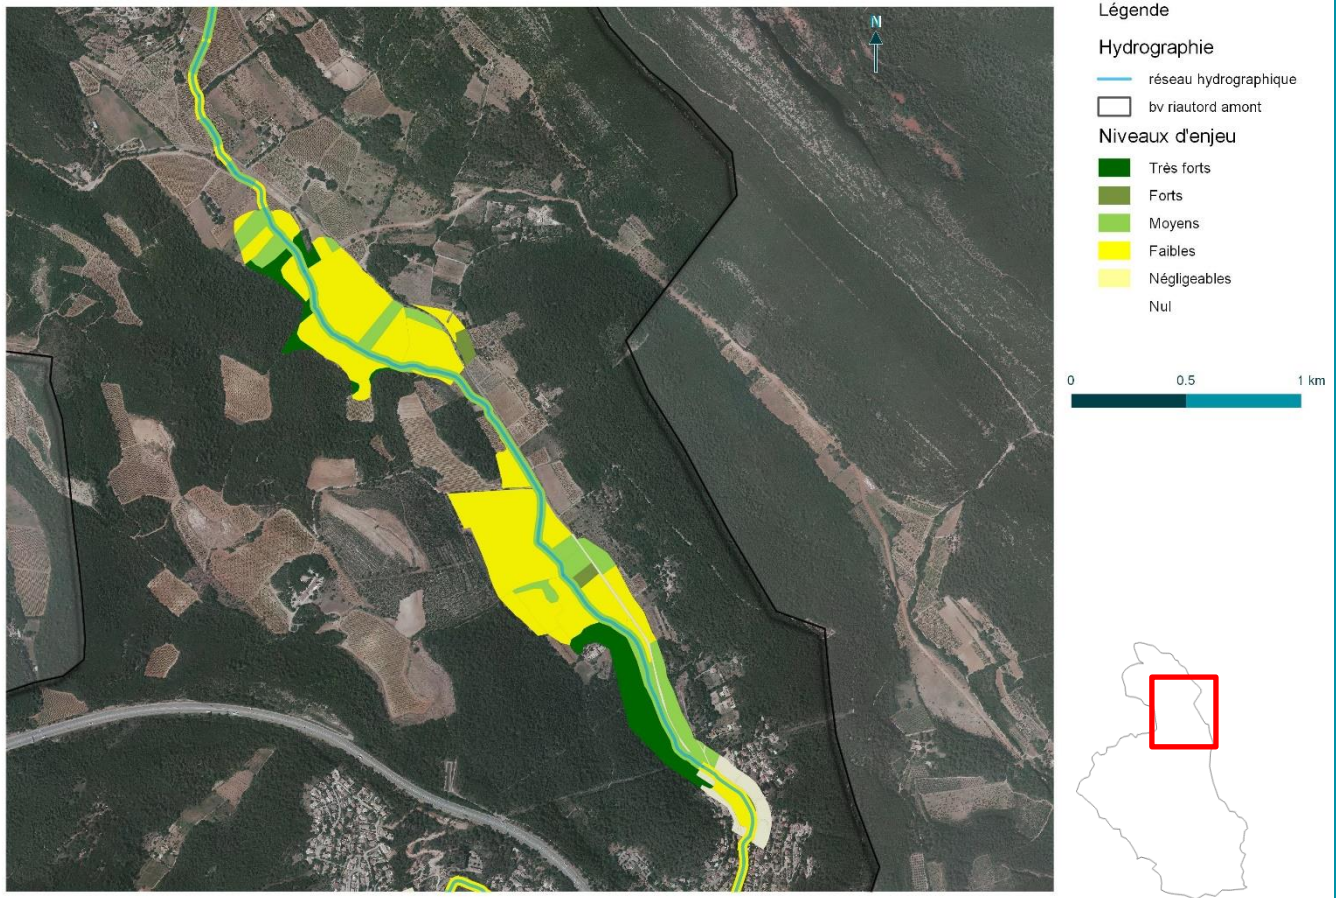 N
Légende
Hydrographie
réseau hydrographique
bv riautord amont
Niveaux d'enjeu
Très forts
Forts
Moyens
Faibles
Négligeables
Nul
0 0.5 1 km